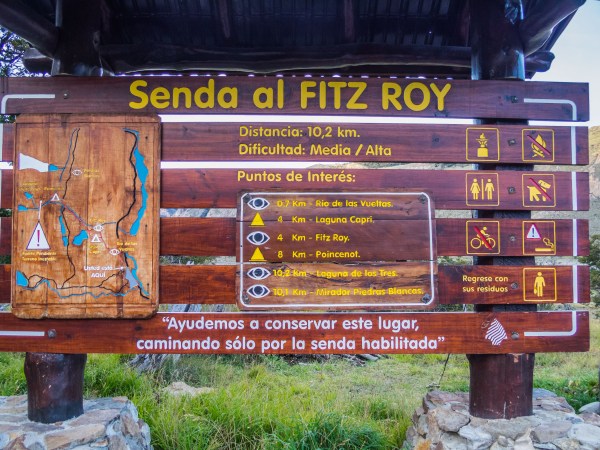 Senda al FITZ ROY
Distancia: 10,2 km.
Dificultad: Media / Alta
Puntos de Interés:
0,7 Km - Río de las Vueltas.
4 Km - Laguna Capri.
4 Km - Fitz Roy.
8 Km - Poincenot.
10,2 Km - Laguna de los Tres.
10,1 Km - Mirador Piedras Blancas.
Usted está
AQUÍ
Regrese con
sus residuos
"Ayudemos a conservar este lugar,
caminando sólo por la senda habilitada"